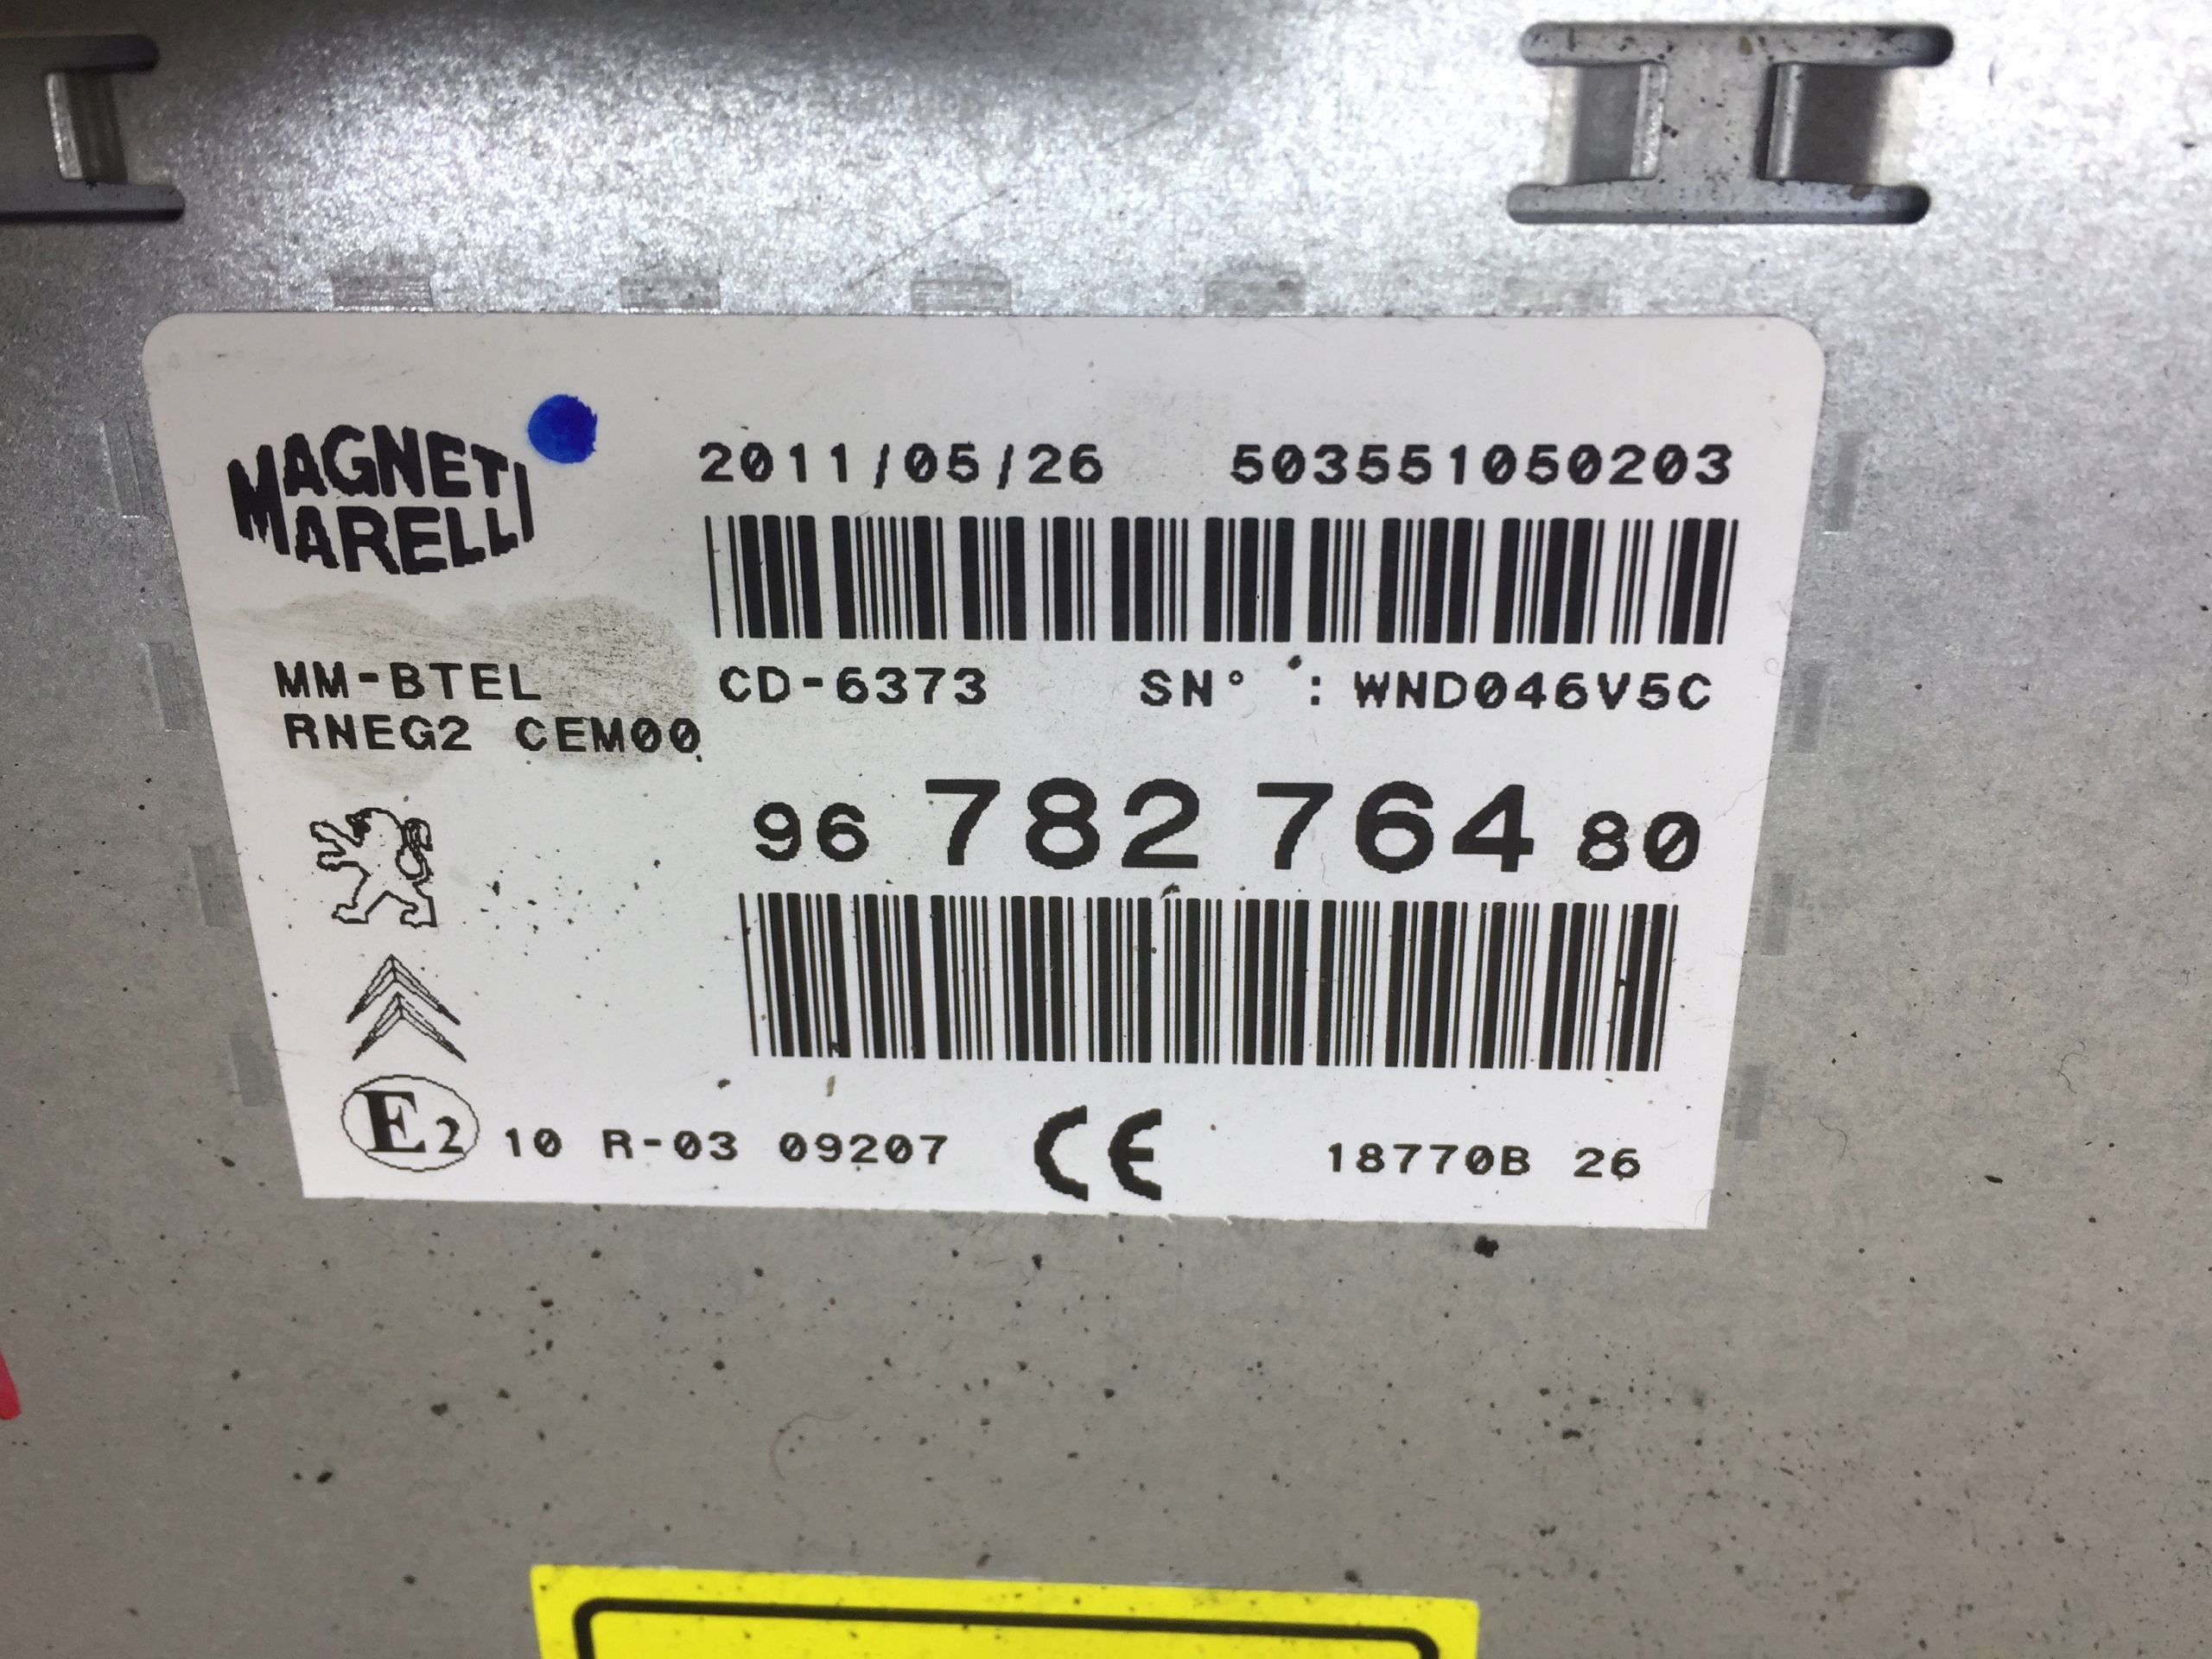 MAGNETI
MARELLI
2011/05/26 503551050203
MM-BTEL CD-6373 SN° : WND046V5C
RNEG2 CEM00
96 782 764 80
E2 10 R-03 09207 CE 18770B 26